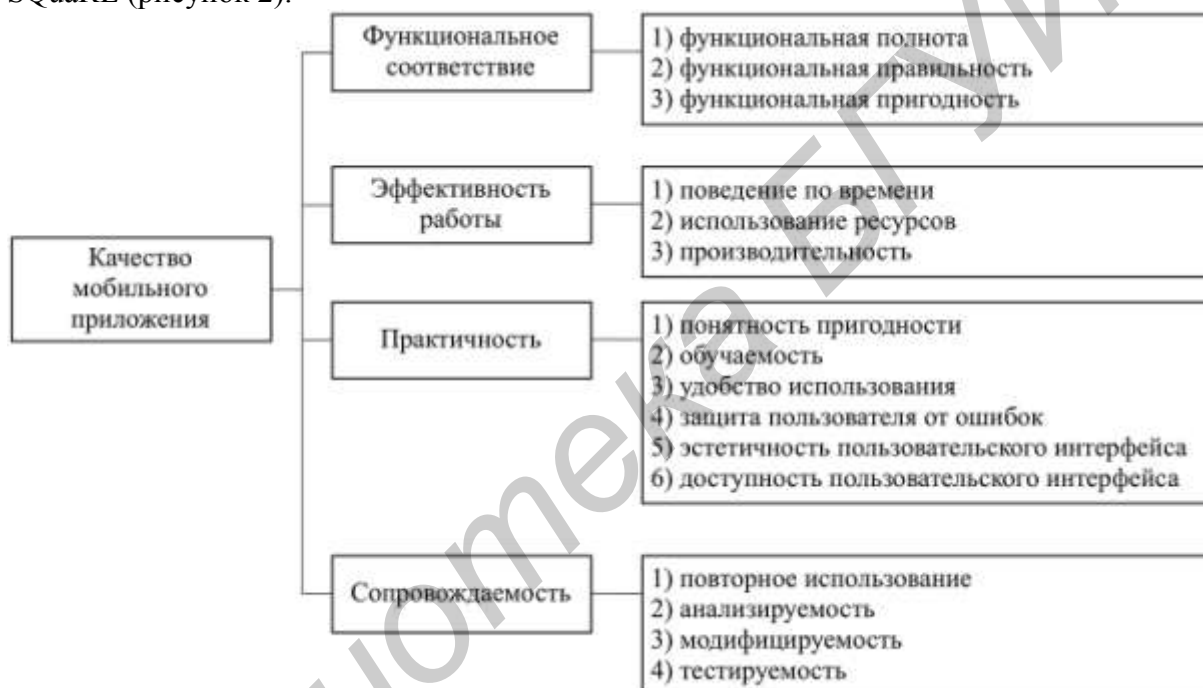 SQuaRE (рисунок 2).
Функциональное
соответствие
1) функциональная полнота
2) функциональная правильность
3) функциональная пригодность
Эффективность
работы
1) поведение по времени
2) использование ресурсов
3) производительность
Качество
мобильного
приложения
Практичность
1) понятность пригодности
2) обучаемость
3) удобство использования
4) защита пользователя от ошибок
5) эстетичность пользовательского интерфейса
6) доступность пользовательского интерфейса
Сопровождаемость
1) повторное использование
2) анализируемость
3) модифицируемость
4) тестируемость